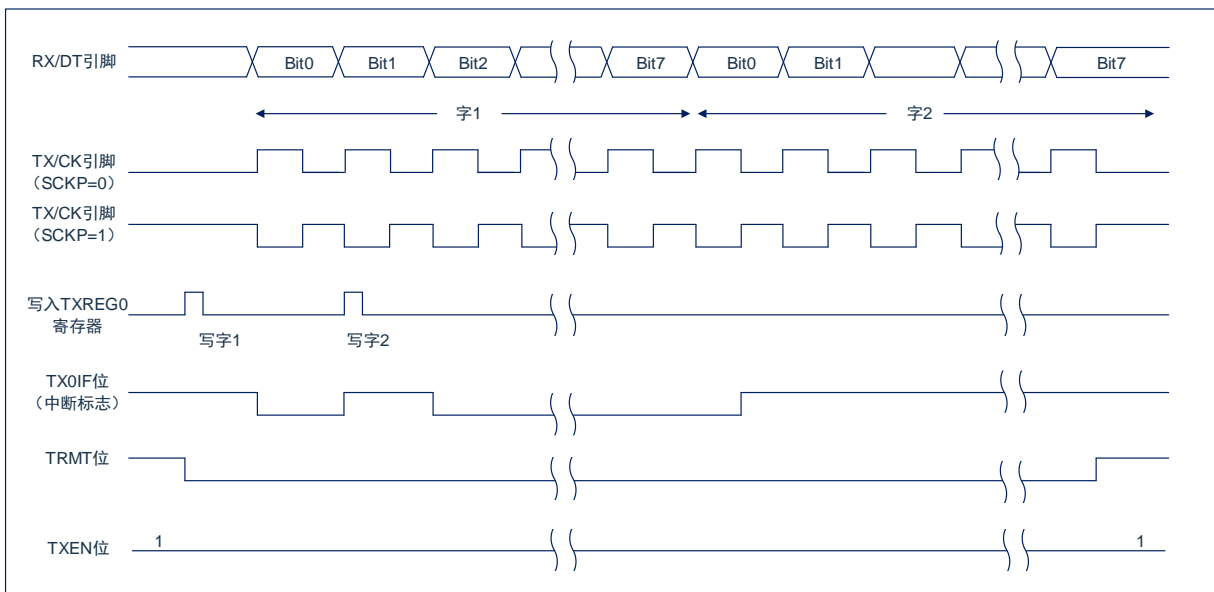 RX/DT引脚
Bit0 Bit1 Bit2 Bit7 Bit0 Bit1 Bit7
字1 字2
TX/CK引脚
（SCKP=0）
TX/CK引脚
（SCKP=1）
写入TXREG0
寄存器
写字1 写字2
TX0IF位
（中断标志）
TRMT位
TXEN位 1 1